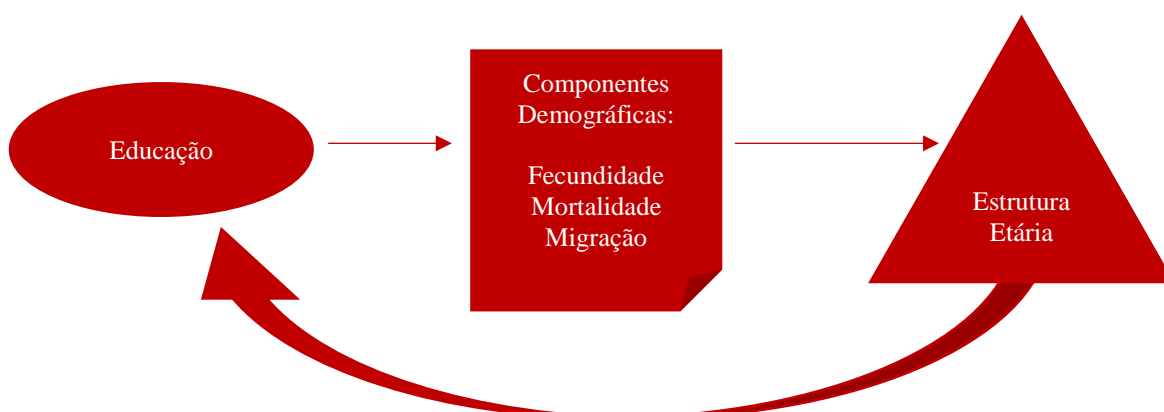 Educação
Componentes
Demográficas:
Fecundidade
Mortalidade
Migração
Estrutura
Etária